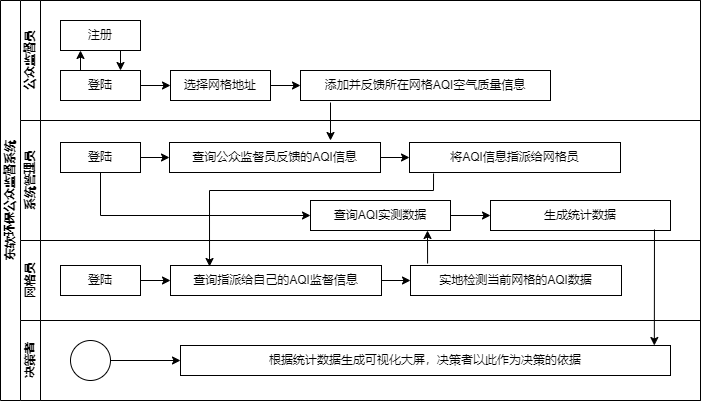 东软环保公众监督系统
公众监督员
注册
登陆
选择网格地址
添加并反馈所在网格AQI空气质量信息
系统管理员
登陆
查询公众监督员反馈的AQI信息
将AQI信息指派给网格员
查询AQI实测数据
生成统计数据
网格员
登陆
查询指派给自己的AQI监督信息
实地检测当前网格的AQI数据
决策者
根据统计数据生成可视化大屏，决策者以此作为决策的依据